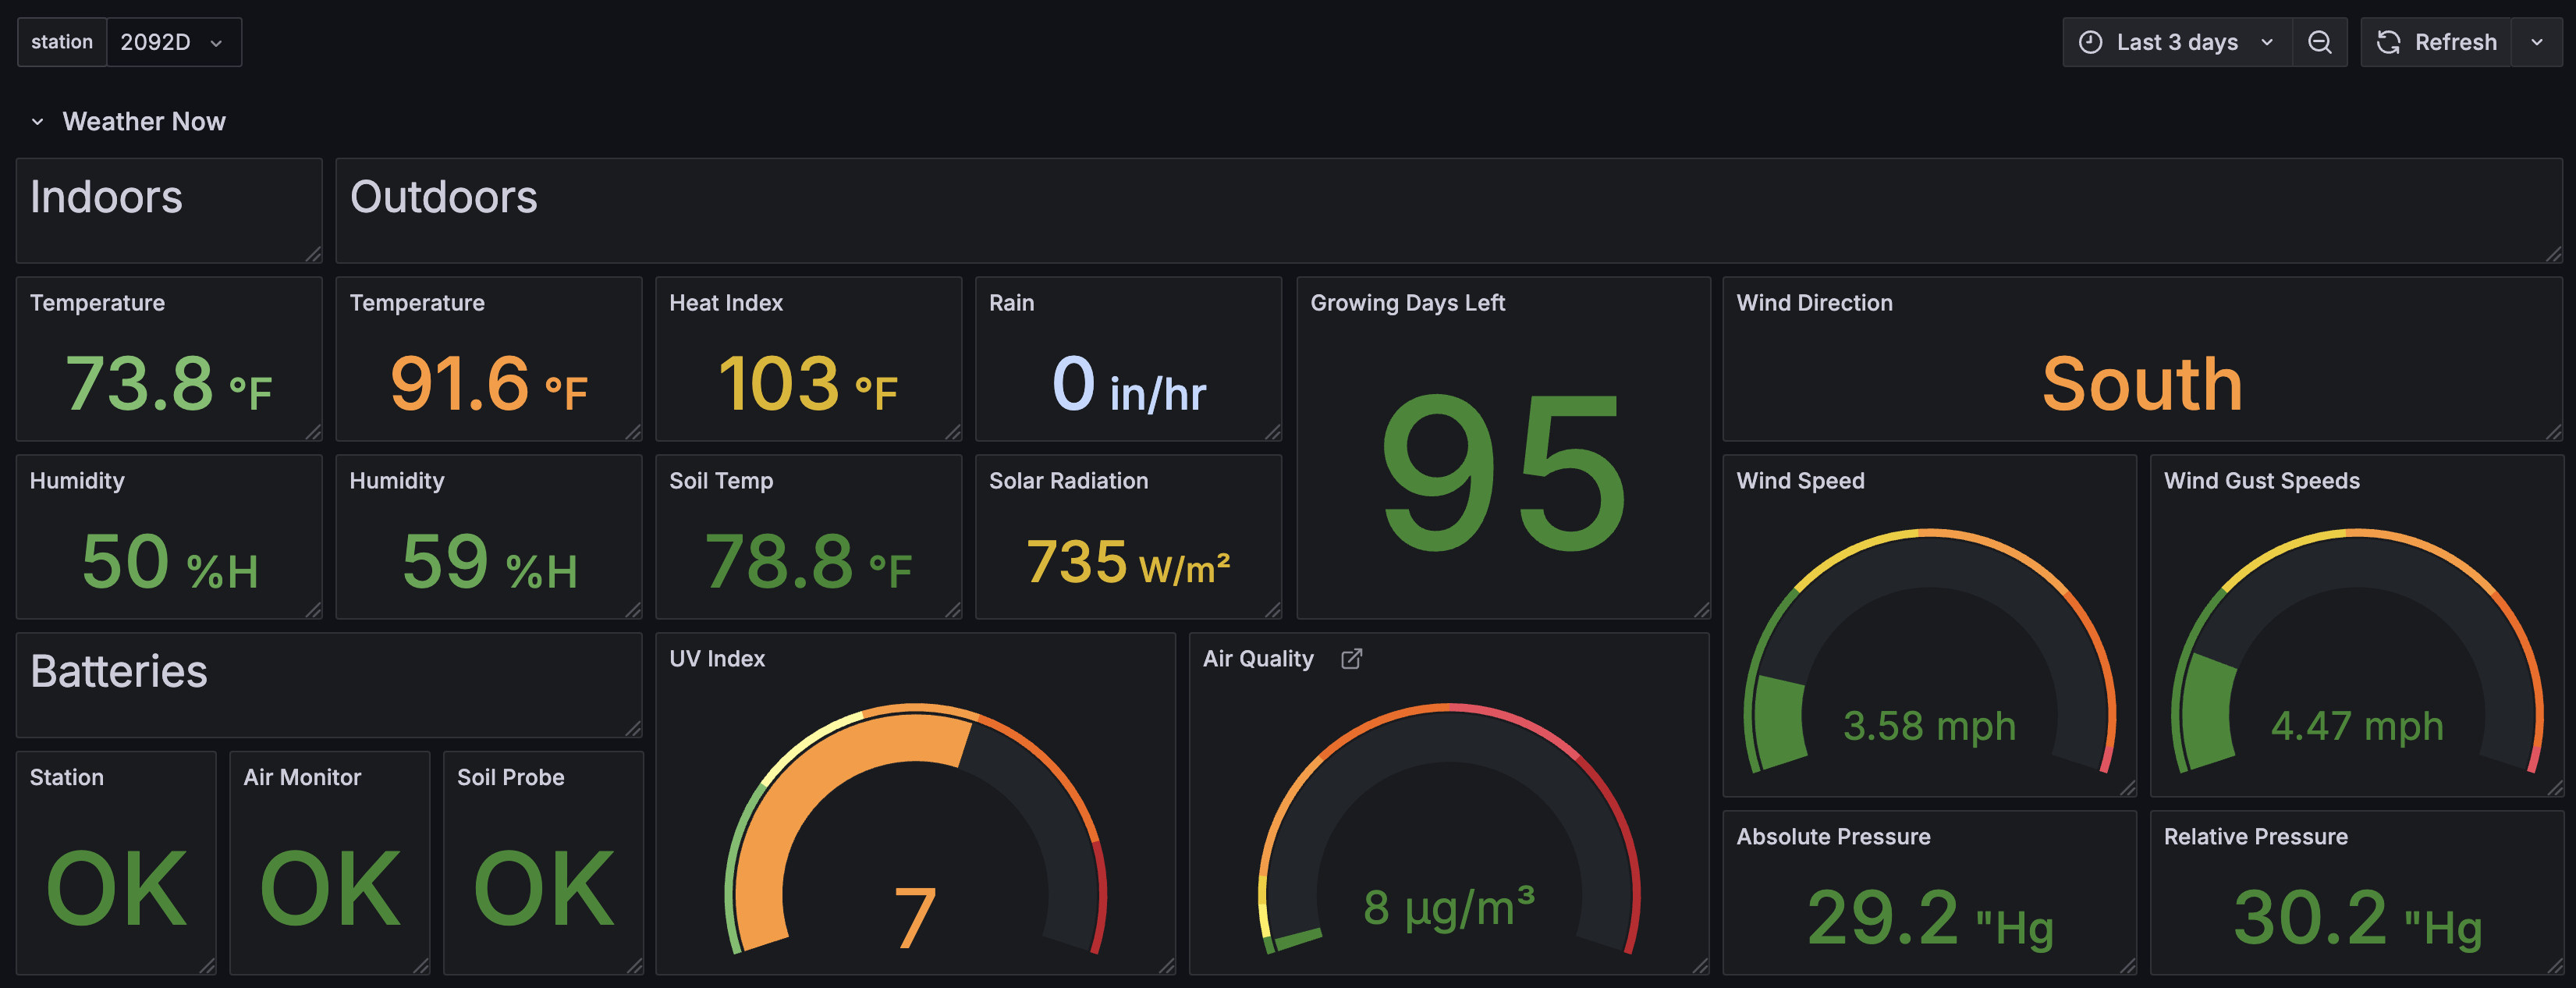 station 2092D Last 3 days Refresh
Weather Now
Indoors
Outdoors
Temperature
73.8 °F
Temperature
91.6 °F
Heat Index
103 °F
Rain
0 in/hr
Growing Days Left
95
Wind Direction
South
Humidity
50 %H
Humidity
59 %H
Soil Temp
78.8 °F
Solar Radiation
735 W/m²
Wind Speed
3.58 mph
Wind Gust Speeds
4.47 mph
Batteries
Station
OK
Air Monitor
OK
Soil Probe
OK
UV Index
7
Air Quality
8 μg/m³
Absolute Pressure
29.2 "Hg
Relative Pressure
30.2 "Hg